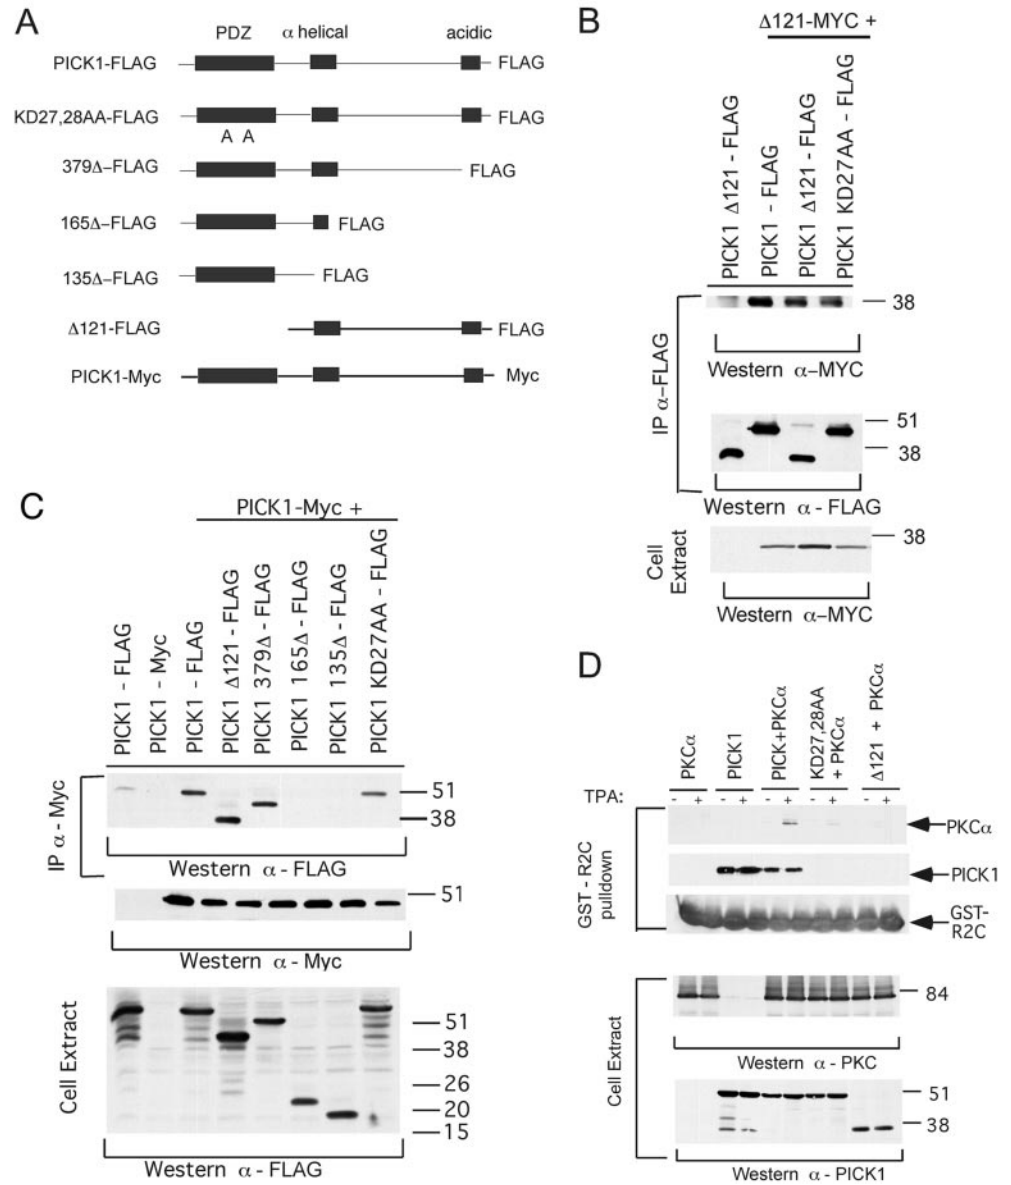 A
PDZ α helical acidic
PICK1-FLAG FLAG
KD27,28AA-FLAG FLAG
A A
379Δ–FLAG FLAG
165Δ–FLAG FLAG
135Δ–FLAG FLAG
Δ121-FLAG FLAG
PICK1-Myc Myc
B
Δ121-MYC +
PICK1 Δ121 - FLAG
PICK1 - FLAG
PICK1 Δ121 - FLAG
PICK1 KD27AA - FLAG
IP α–FLAG
38
Western α–MYC
51
38
Western α - FLAG
Cell
Extract
38
Western α–MYC
C
PICK1-Myc +
PICK1 - FLAG
PICK1 - Myc
PICK1 - FLAG
PICK1 Δ121 - FLAG
PICK1 379Δ - FLAG
PICK1 165Δ - FLAG
PICK1 135Δ - FLAG
PICK1 KD27AA - FLAG
IP α - Myc
51
38
Western α - FLAG
51
Western α - Myc
Cell Extract
51
38
26
20
15
Western α - FLAG
D
PKCα
PICK1
PICK+PKCα
KD27,28AA
+ PKCα
Δ121 + PKCα
TPA: - + - + - + - + - +
GST - R2C
pulldown
PKCα
PICK1
GST-
R2C
Cell Extract
84
Western α - PKC
51
38
Western α - PICK1